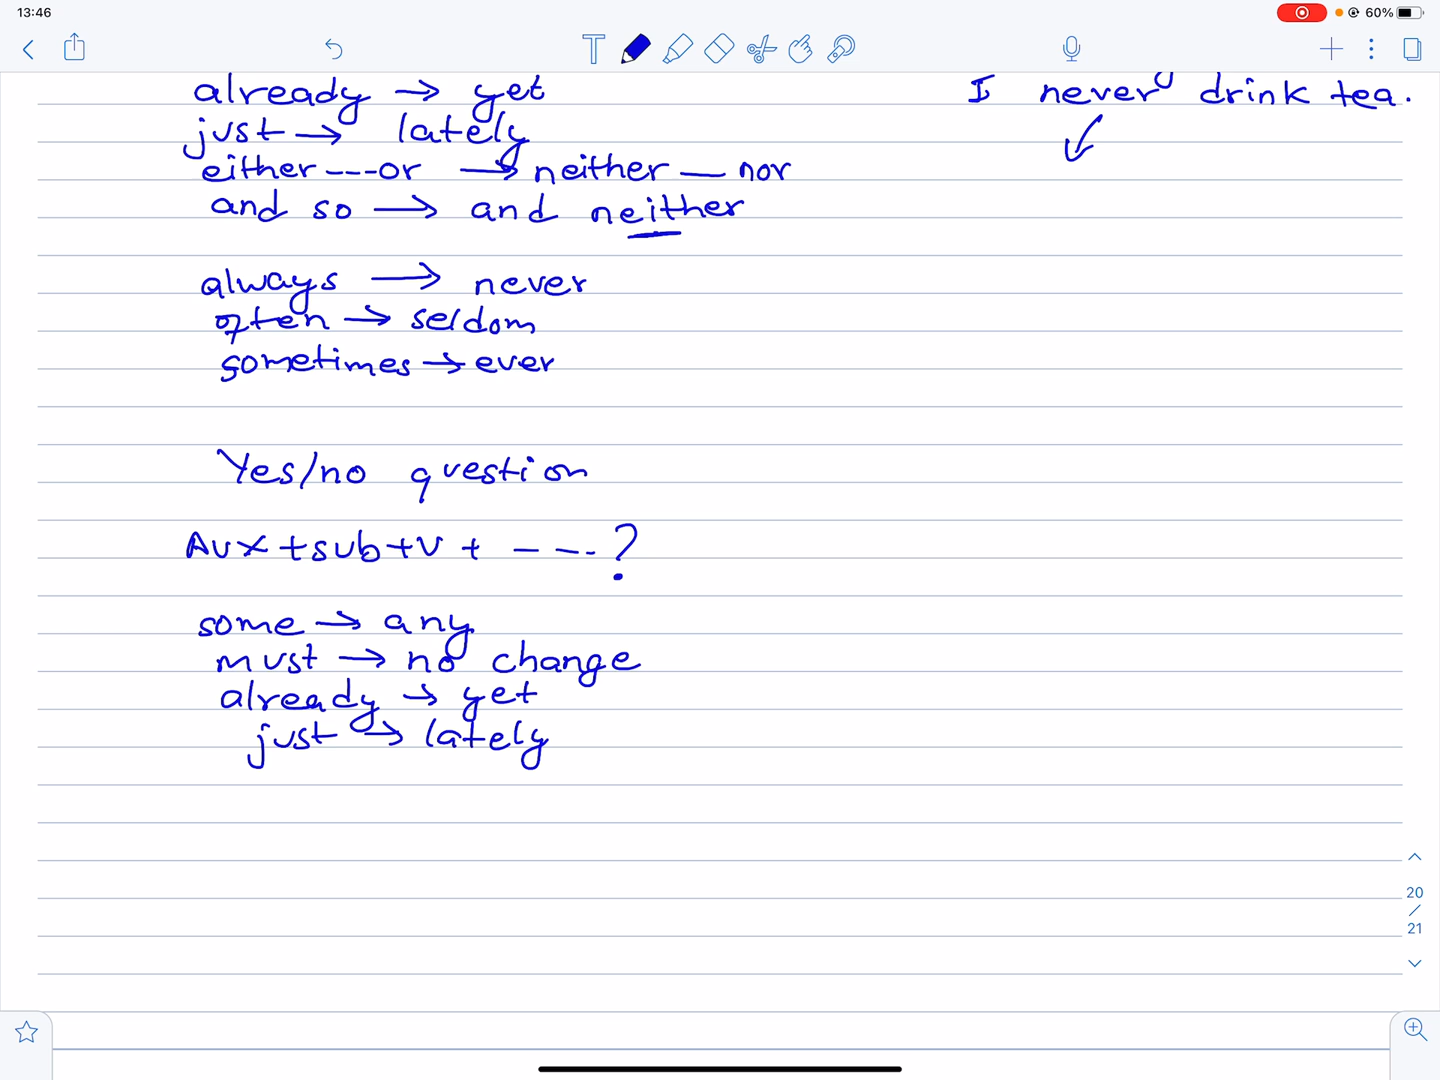 13:46
60%
T
already → yet
just → lately
either ---or → neither — nor
and so → and neither
always → never
often → seldom
sometimes → ever
Yes/no question
Aux+sub+V + ----?
some → any
must → no change
already → yet
just → lately
I never drink tea.
20
/
21